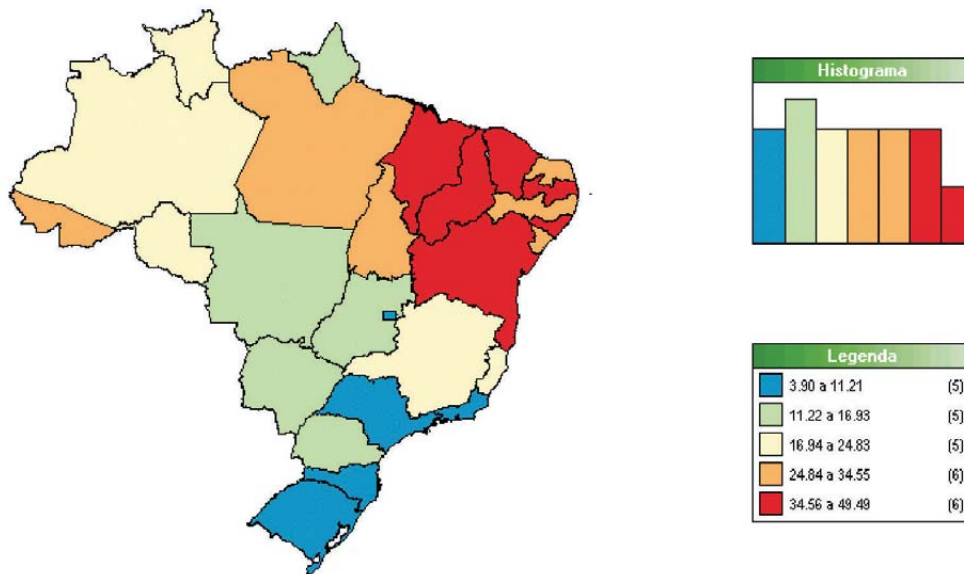 Histograma
Legenda
3.90 a 11.21 (5)
11.22 a 16.93 (5)
16.94 a 24.83 (5)
24.84 a 34.55 (6)
34.56 a 49.49 (6)